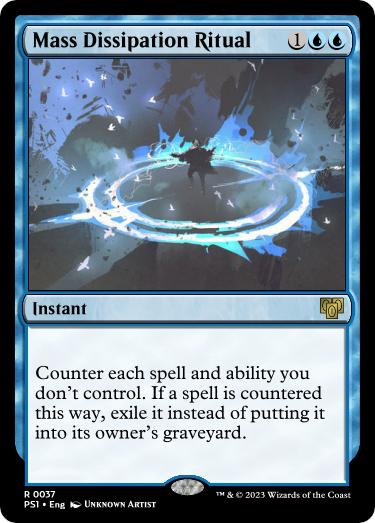 Mass Dissipation Ritual 1
Instant
Counter each spell and ability you
don't control. If a spell is countered
this way, exile it instead of putting it
into its owner's graveyard.
R 0037
PS1 • Eng Unknown Artist
™ & © 2023 Wizards of the Coast